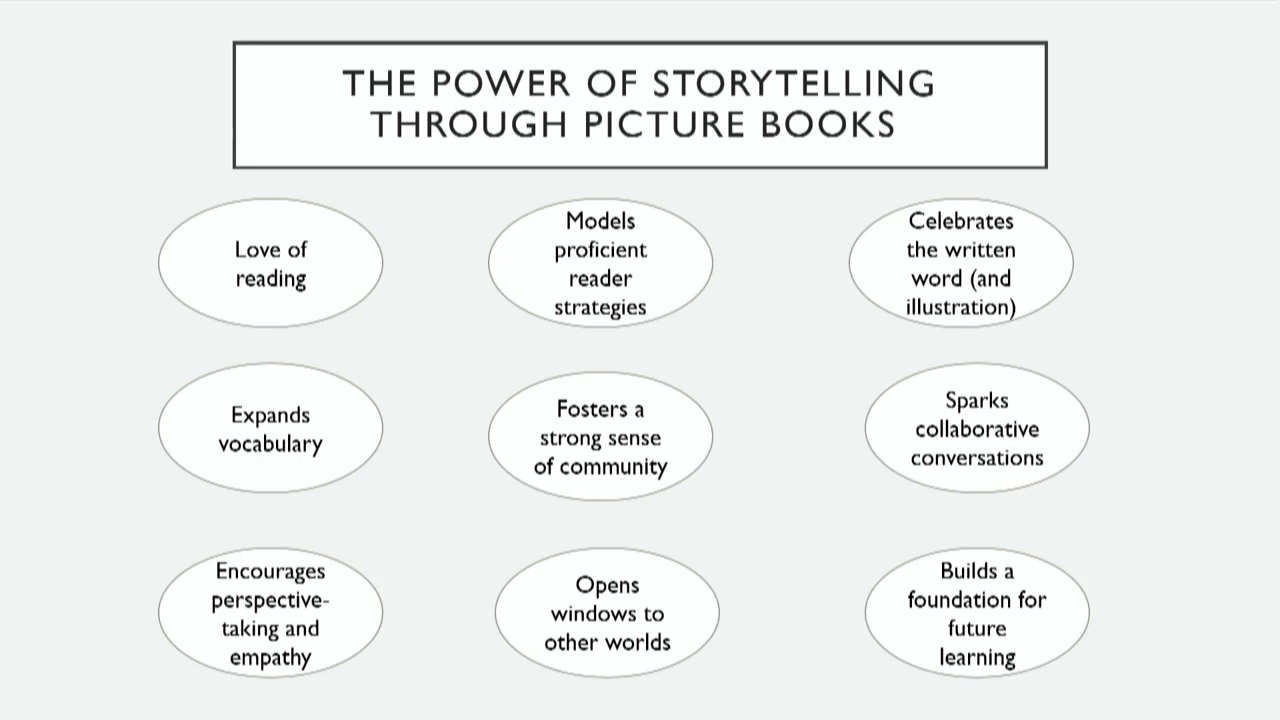 THE POWER OF STORYTELLING
THROUGH PICTURE BOOKS
Love of
reading
Models
proficient
reader
strategies
Celebrates
the written
word (and
illustration)
Expands
vocabulary
Fosters a
strong sense
of community
Sparks
collaborative
conversations
Encourages
perspective-
taking and
empathy
Opens
windows to
other worlds
Builds a
foundation for
future
learning